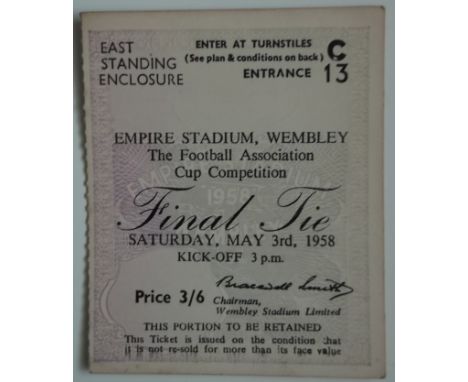 EAST
STANDING
ENCLOSURE
ENTER AT TURNSTILES
(See plan & conditions on back)
ENTRANCE
C
13
EMPIRE STADIUM, WEMBLEY
The Football Association
Cup Competition
Final Tie
SATURDAY, MAY 3rd, 1958
KICK-OFF 3 p.m.
Price 3/6
Bracewell Smith
Chairman,
Wembley Stadium Limited
THIS PORTION TO BE RETAINED
This Ticket is issued on the condition that
it is not re-sold for more than its face value